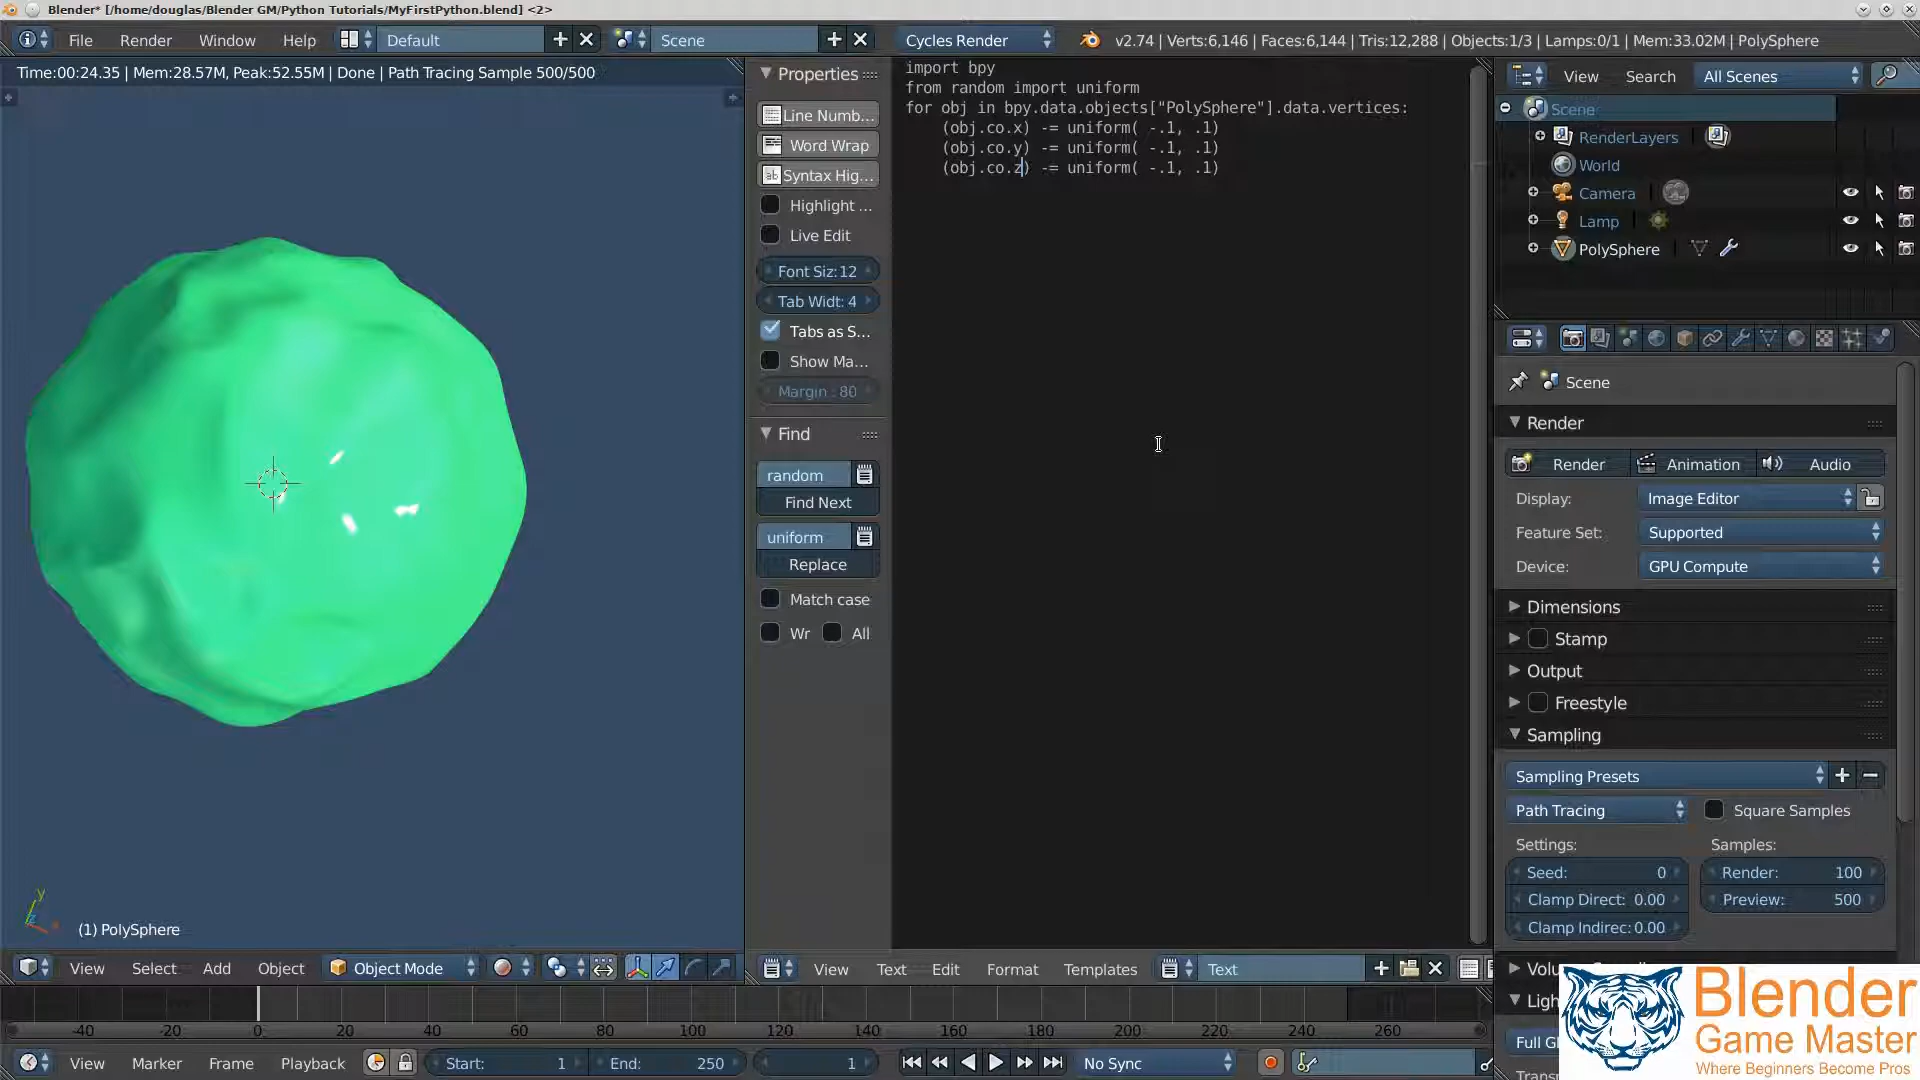 Blender* [/home/douglas/Blender GM/Python Tutorials/MyFirstPython.blend] <2>
File Render Window Help Default Scene Cycles Render v2.74 | Verts:6,146 | Faces:6,144 | Tris:12,288 | Objects:1/3 | Lamps:0/1 | Mem:33.02M | PolySphere
Time:00:24.35 | Mem:28.57M, Peak:52.55M | Done | Path Tracing Sample 500/500
(1) PolySphere
View Select Add Object Object Mode
Properties
Line Numb...
Word Wrap
Syntax Hig...
Highlight ...
Live Edit
Font Siz:12
Tab Widt: 4
Tabs as S...
Show Ma...
Margin : 80
Find
random
Find Next
uniform
Replace
Match case
Wr All
import bpy
from random import uniform
for obj in bpy.data.objects["PolySphere"].data.vertices:
    (obj.co.x) -= uniform( -.1, .1)
    (obj.co.y) -= uniform( -.1, .1)
    (obj.co.z) -= uniform( -.1, .1)
View Text Edit Format Templates Text
View Search All Scenes
Scene
RenderLayers
World
Camera
Lamp
PolySphere
Scene
Render
Render Animation Audio
Display: Image Editor
Feature Set: Supported
Device: GPU Compute
Dimensions
Stamp
Output
Freestyle
Sampling
Sampling Presets
Path Tracing Square Samples
Settings: Samples:
Seed: 0 Render: 100
Clamp Direct: 0.00 Preview: 500
Clamp Indirec: 0.00
-40 -20 0 20 40 60 80 100 120 140 160 180 200 220 240 260
View Marker Frame Playback Start: 1 End: 250 1 No Sync
Blender
Game Master
Where Beginners Become Pros